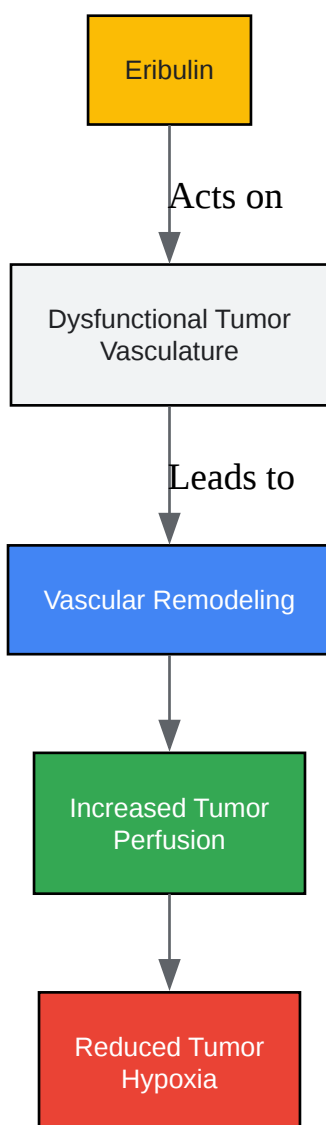 Eribulin
Acts on
Dysfunctional Tumor
Vasculature
Leads to
Vascular Remodeling
Increased Tumor
Perfusion
Reduced Tumor
Hypoxia